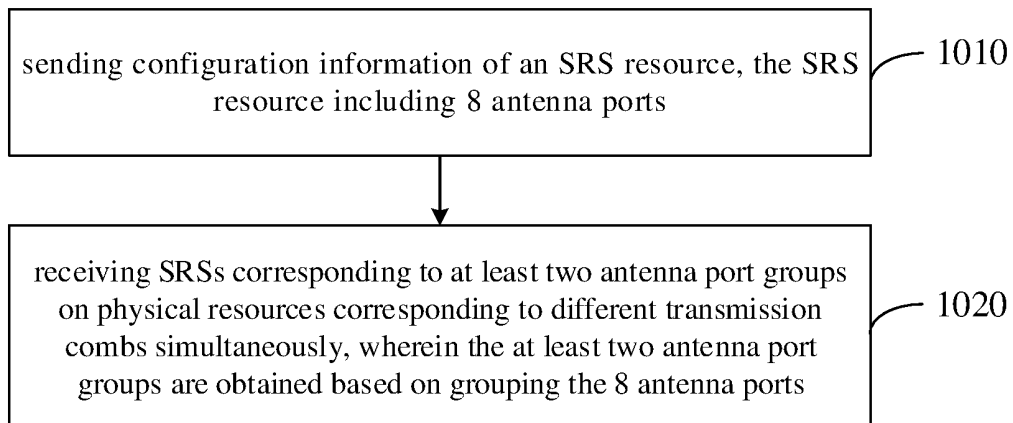 sending configuration information of an SRS resource, the SRS
resource including 8 antenna ports
1010
receiving SRSs corresponding to at least two antenna port groups
on physical resources corresponding to different transmission
combs simultaneously, wherein the at least two antenna port
groups are obtained based on grouping the 8 antenna ports
1020